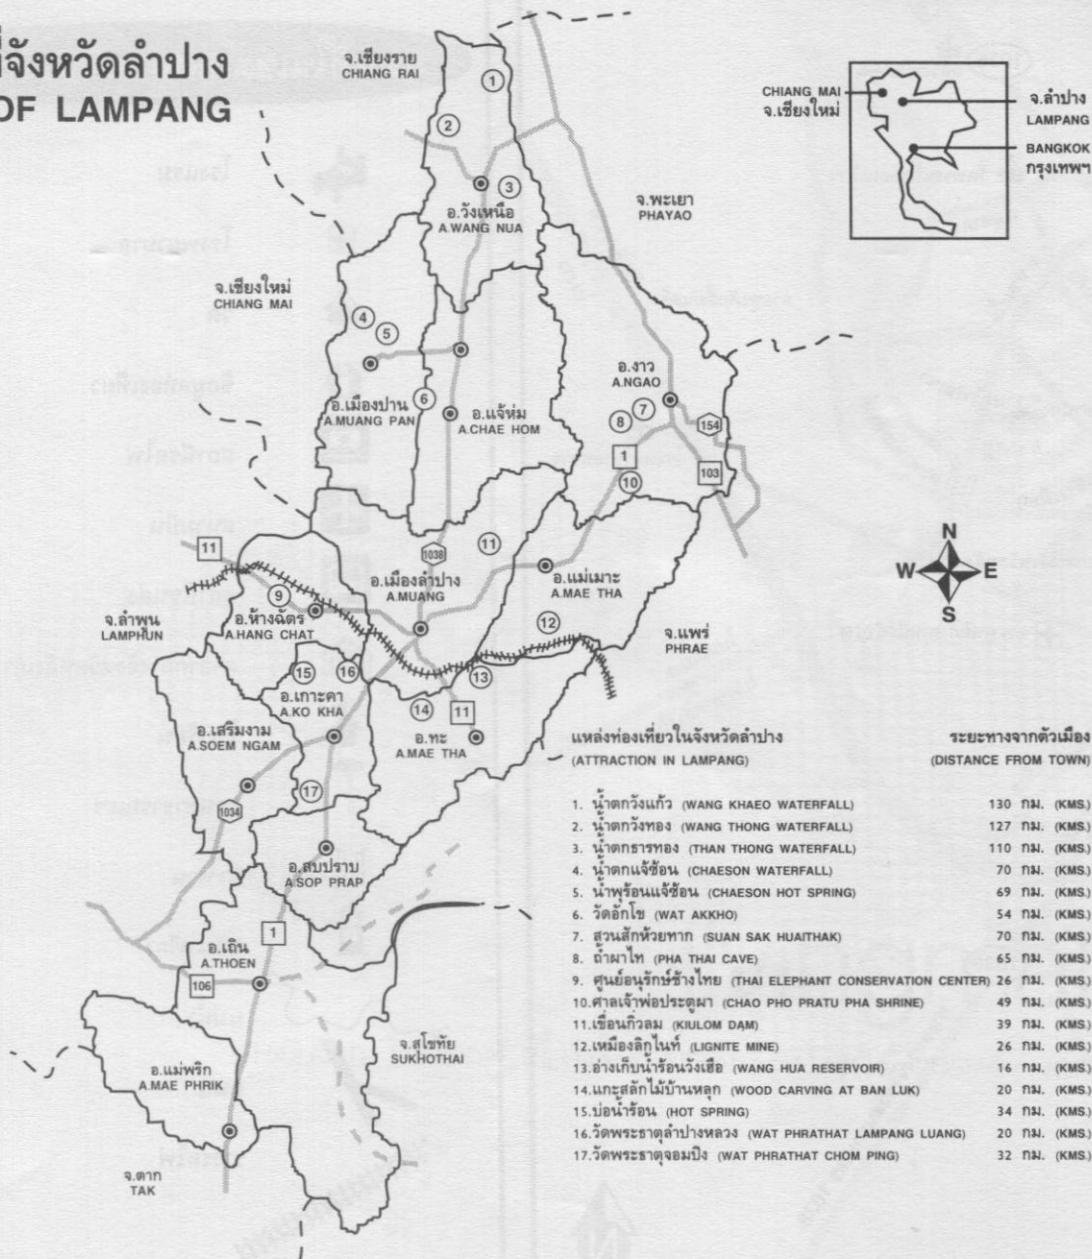 ที่จังหวัดลำปาง
OF LAMPANG
จ.เชียงราย
CHIANG RAI
1
2
3
อ.วังเหนือ
A.WANG NUA
จ.พะเยา
PHAYAO
CHIANG MAI
จ.เชียงใหม่
จ.ลำปาง
LAMPANG
BANGKOK
กรุงเทพฯ
จ.เชียงใหม่
CHIANG MAI
4
5
6
อ.เมืองปาน
A.MUANG PAN
อ.แจ้ห่ม
A.CHAE HOM
อ.งาว
A.NGAO
7
8
154
1
103
10
11
1038
11
อ.เมืองลำปาง
A.MUANG
อ.แม่เมาะ
A.MAE THA
N
W E
S
9
อ.ห้างฉัตร
A.HANG CHAT
จ.ลำพูน
LAMPHUN
12
จ.แพร่
PHRAE
15
16
13
อ.เกาะคา
A.KO KHA
14
11
อ.ทะ
A.MAE THA
อ.เสริมงาม
A.SOEM NGAM
17
1034
อ.สบปราบ
A.SOP PRAP
1
อ.เถิน
A.THOEN
106
จ.สุโขทัย
SUKHOTHAI
อ.แม่พริก
A.MAE PHRIK
จ.ตาก
TAK
แหล่งท่องเที่ยวในจังหวัดลำปาง ระยะทางจากตัวเมือง
(ATTRACTION IN LAMPANG) (DISTANCE FROM TOWN)
1. น้ำตกวังแก้ว (WANG KHAEO WATERFALL) 130 กม. (KMS.)
2. น้ำตกวังทอง (WANG THONG WATERFALL) 127 กม. (KMS.)
3. น้ำตกธารทอง (THAN THONG WATERFALL) 110 กม. (KMS.)
4. น้ำตกแจ้ซ้อน (CHAESON WATERFALL) 70 กม. (KMS.)
5. น้ำพุร้อนแจ้ซ้อน (CHAESON HOT SPRING) 69 กม. (KMS.)
6. วัดอักโข (WAT AKKHO) 54 กม. (KMS.)
7. สวนสักห้วยทาก (SUAN SAK HUAITHAK) 70 กม. (KMS.)
8. ถ้ำผาไท (PHA THAI CAVE) 65 กม. (KMS.)
9. ศูนย์อนุรักษ์ช้างไทย (THAI ELEPHANT CONSERVATION CENTER) 26 กม. (KMS.)
10.ศาลเจ้าพ่อประตูผา (CHAO PHO PRATU PHA SHRINE) 49 กม. (KMS.)
11.เขื่อนกิ่วลม (KIULOM DAM) 39 กม. (KMS.)
12.เหมืองลิกไนท์ (LIGNITE MINE) 26 กม. (KMS.)
13.อ่างเก็บน้ำร้อนวังเฮือ (WANG HUA RESERVOIR) 16 กม. (KMS.)
14.แกะสลักไม้บ้านหลุก (WOOD CARVING AT BAN LUK) 20 กม. (KMS.)
15.บ่อน้ำร้อน (HOT SPRING) 34 กม. (KMS.)
16.วัดพระธาตุลำปางหลวง (WAT PHRATHAT LAMPANG LUANG) 20 กม. (KMS.)
17.วัดพระธาตุจอมปิง (WAT PHRATHAT CHOM PING) 32 กม. (KMS.)